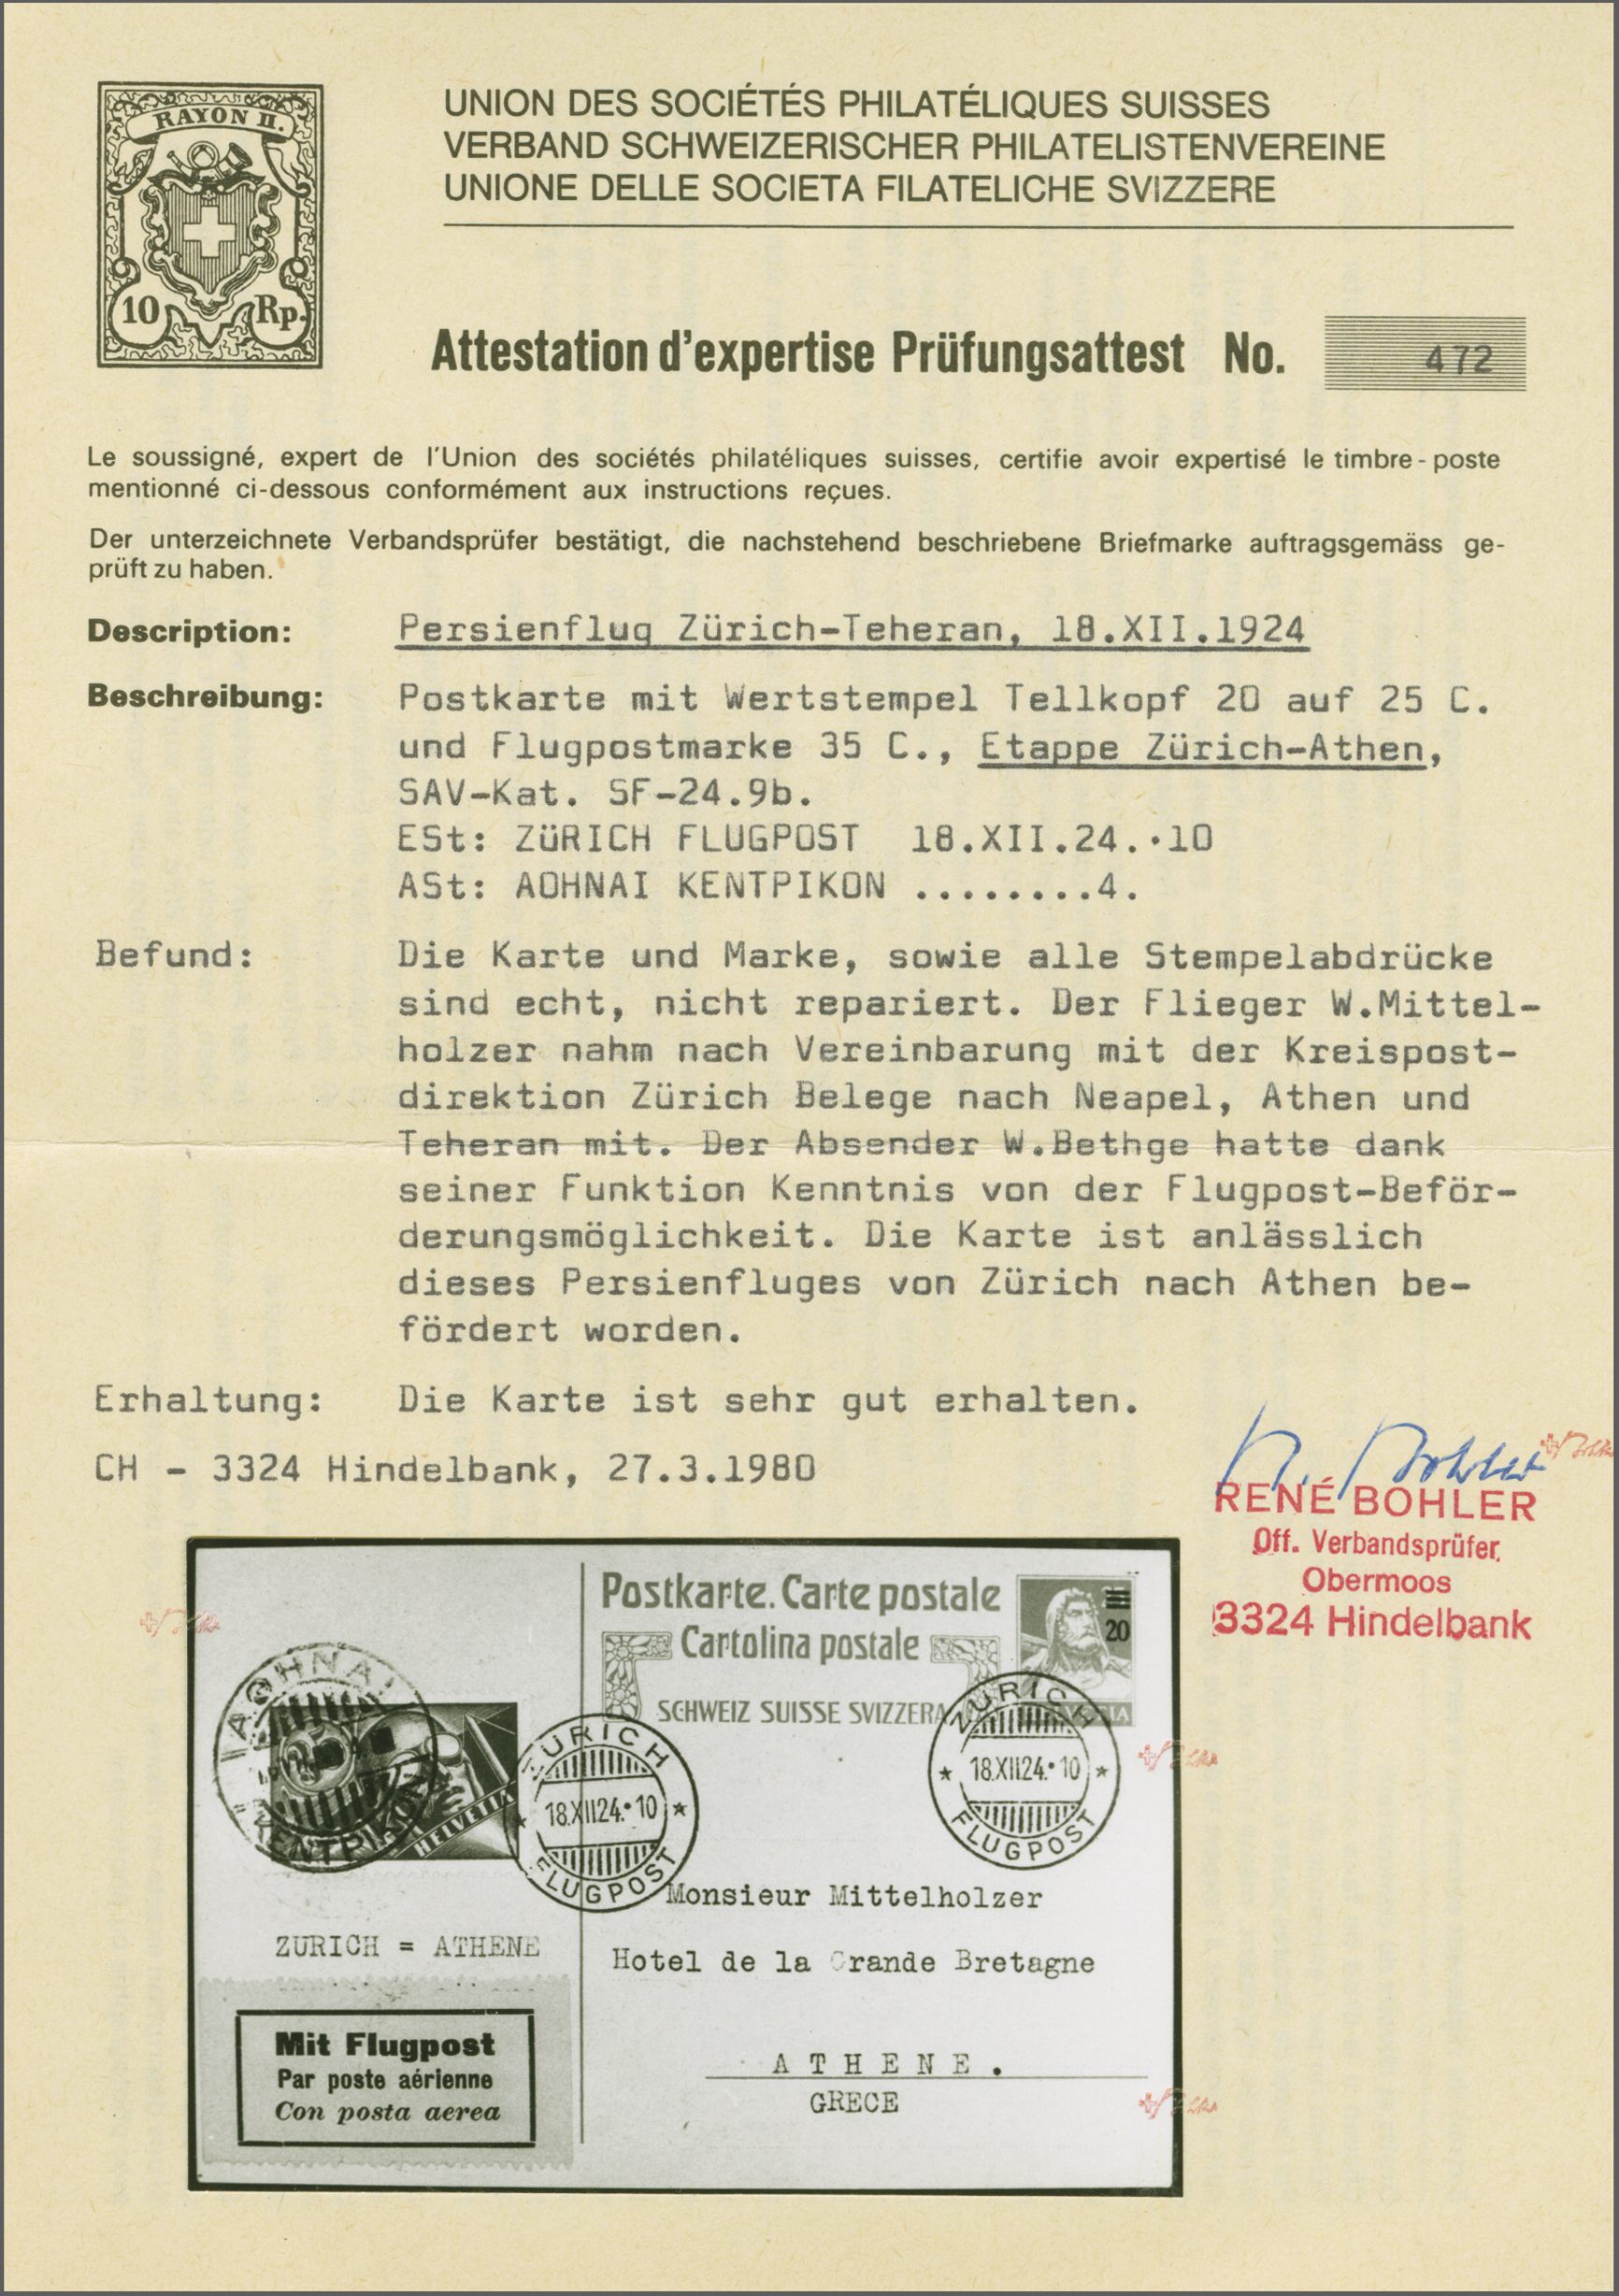 RAYON II.
10 Rp.
UNION DES SOCIÉTÉS PHILATÉLIQUES SUISSES
VERBAND SCHWEIZERISCHER PHILATELISTENVEREINE
UNIONE DELLE SOCIETA FILATELICHE SVIZZERE
Attestation d'expertise Prüfungsattest No. 472
Le soussigné, expert de l'Union des sociétés philatéliques suisses, certifie avoir expertisé le timbre-poste
mentionné ci-dessous conformément aux instructions reçues.
Der unterzeichnete Verbandsprüfer bestätigt, die nachstehend beschriebene Briefmarke auftragsgemäss ge-
prüft zu haben.
Description: Persienflug Zürich-Teheran, 18.XII.1924
Beschreibung: Postkarte mit Wertstempel Tellkopf 20 auf 25 C.
und Flugpostmarke 35 C., Etappe Zürich-Athen,
SAV-Kat. SF-24.9b.
ESt: ZüRICH FLUGPOST 18.XII.24.·10
ASt: AOHNAI KENTPIKON ........4.
Befund: Die Karte und Marke, sowie alle Stempelabdrücke
sind echt, nicht repariert. Der Flieger W.Mittel-
holzer nahm nach Vereinbarung mit der Kreispost-
direktion Zürich Belege nach Neapel, Athen und
Teheran mit. Der Absender W.Bethge hatte dank
seiner Funktion Kenntnis von der Flugpost-Beför-
derungsmöglichkeit. Die Karte ist anlässlich
dieses Persienfluges von Zürich nach Athen be-
fördert worden.
Erhaltung: Die Karte ist sehr gut erhalten.
CH - 3324 Hindelbank, 27.3.1980
RENÉ BOHLER
Off. Verbandsprüfer,
Obermoos
3324 Hindelbank
Postkarte. Carte postale
Cartolina postale
SCHWEIZ SUISSE SVIZZERA
20
HELVETIA
ZÜRICH
18.XII.24.·10
FLUGPOST
ZÜRICH
18.XII.24.·10
FLUGPOST
Monsieur Mittelholzer
ZURICH = ATHENE
Hotel de la Grande Bretagne
Mit Flugpost
Par poste aérienne
Con posta aerea
ATHENE.
GRECE